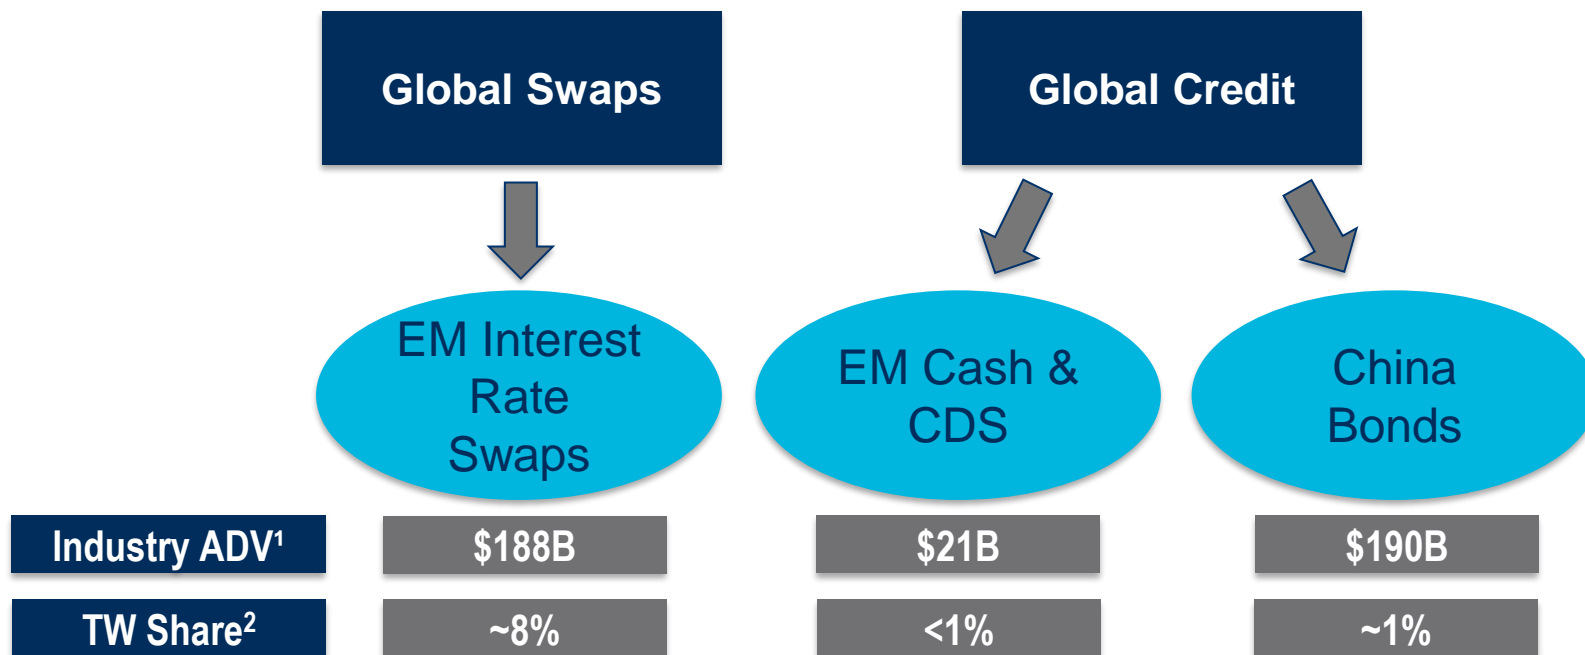 Global Swaps
Global Credit
EM Interest
Rate
Swaps
EM Cash &
CDS
China
Bonds
Industry ADV¹
$188B
$21B
$190B
TW Share²
~8%
<1%
~1%